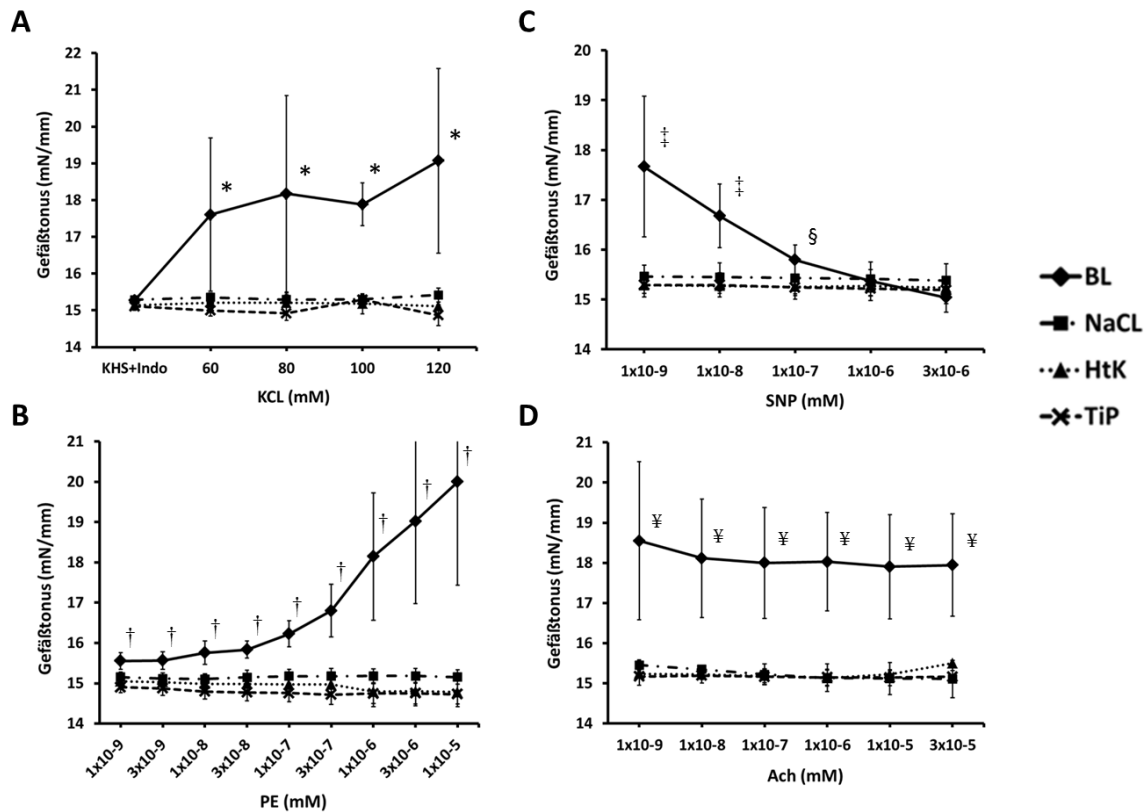 A
Gefäßtonus (mN/mm)
22
21
20
19
18
17
16
15
14
*
*
*
*
KHS+Indo 60 80 100 120
KCL (mM)
B
Gefäßtonus (mN/mm)
21
20
19
18
17
16
15
14
† † † † † † † † †
1x10-9 3x10-9 1x10-8 3x10-8 1x10-7 3x10-7 1x10-6 3x10-6 1x10-5
PE (mM)
C
Gefäßtonus (mN/mm)
20
19
18
17
16
15
14
‡
‡
§
1x10-9 1x10-8 1x10-7 1x10-6 3x10-6
SNP (mM)
D
Gefäßtonus (mN/mm)
21
20
19
18
17
16
15
14
¥ ¥ ¥ ¥ ¥ ¥
1x10-9 1x10-8 1x10-7 1x10-6 1x10-5 3x10-5
Ach (mM)
BL
NaCL
HtK
TiP